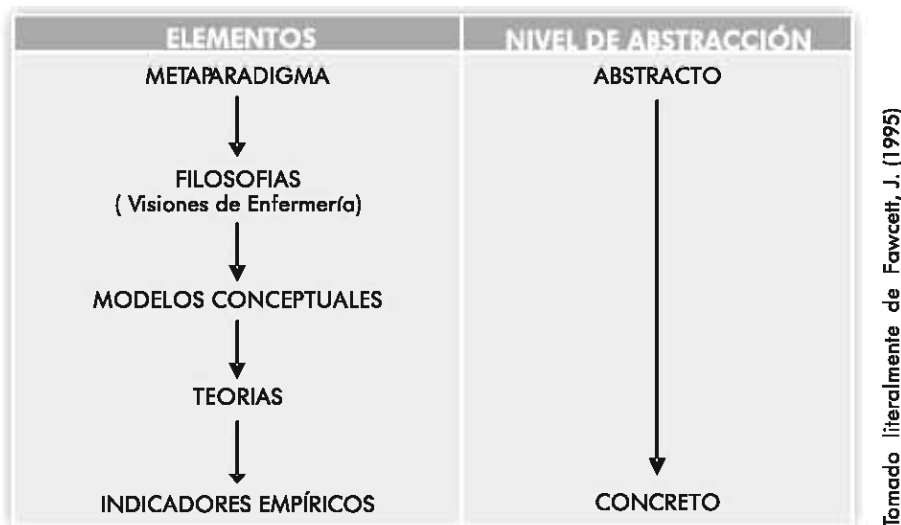 ELEMENTOS
NIVEL DE ABSTRACCIÓN
METAPARADIGMA
ABSTRACTO
FILOSOFIAS
( Visiones de Enfermería)
MODELOS CONCEPTUALES
TEORIAS
INDICADORES EMPÍRICOS
CONCRETO
Tomado literalmente de Fawcett, J. (1995)